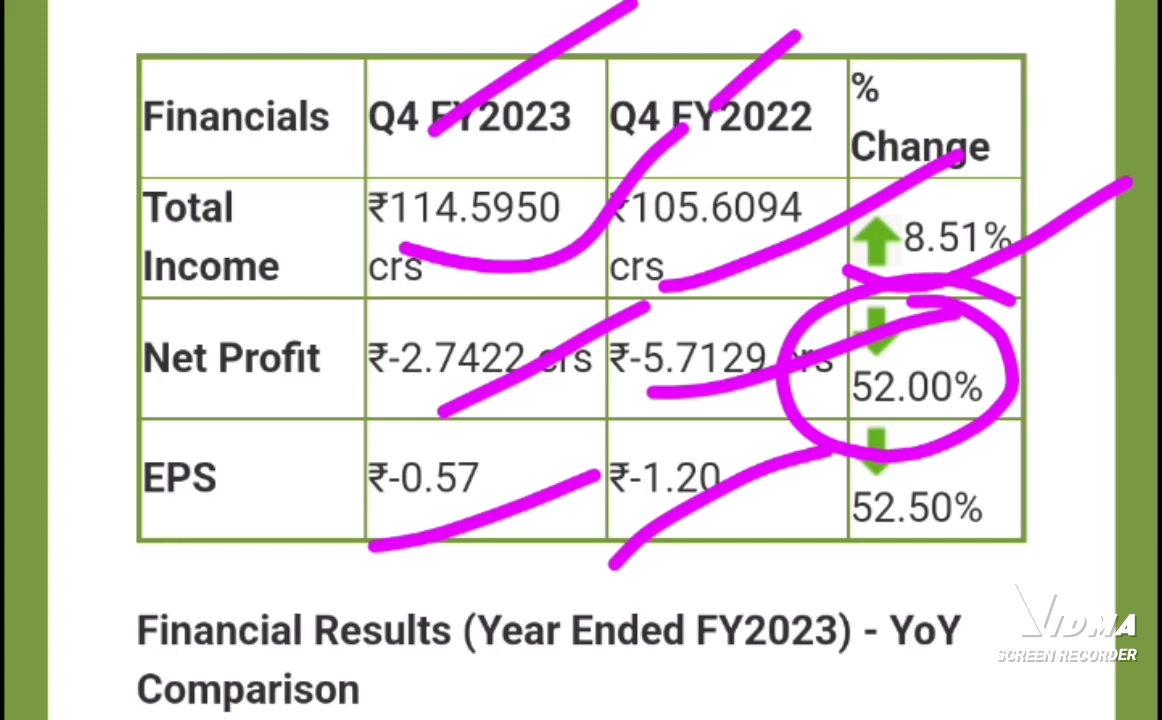 Financials Q4 FY2023 Q4 FY2022 % Change
Total Income ₹114.5950 crs ₹105.6094 crs 8.51%
Net Profit ₹-2.7422 crs ₹-5.7129 crs 52.00%
EPS ₹-0.57 ₹-1.20 52.50%
Financial Results (Year Ended FY2023) - YoY
Comparison
VIDMA
SCREEN RECORDER